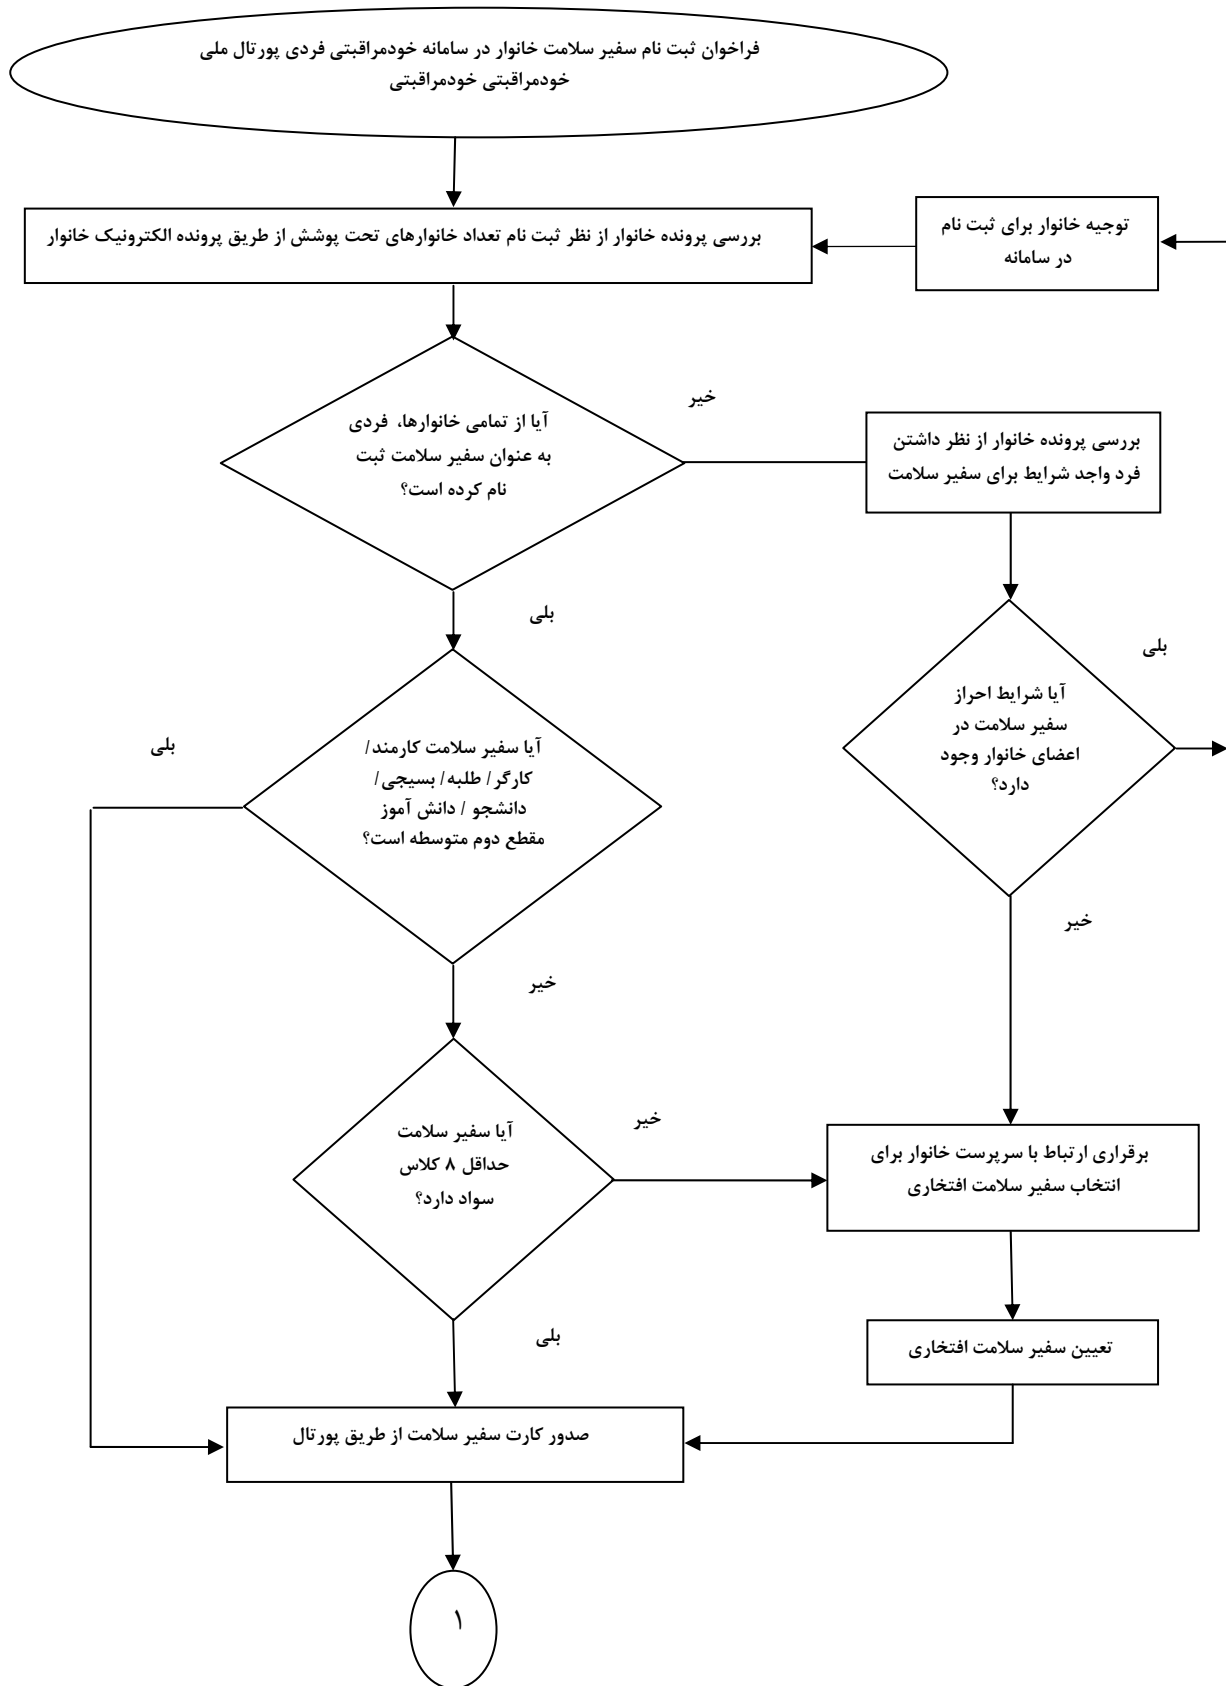 فراخوان ثبت نام سفیر سلامت خانوار در سامانه خودمراقبتی فردی پورتال ملی
خودمراقبتی خودمراقبتی
توجیه خانوار برای ثبت نام
در سامانه
بررسی پرونده خانوار از نظر ثبت نام تعداد خانوارهای تحت پوشش از طریق پرونده الکترونیک خانوار
خیر
آیا از تمامی خانوارها، فردی
به عنوان سفیر سلامت ثبت
نام کرده است؟
بررسی پرونده خانوار از نظر داشتن
فرد واجد شرایط برای سفیر سلامت
بلی
بلی
آیا شرایط احراز
سفیر سلامت در
اعضای خانوار وجود
دارد؟
بلی
آیا سفیر سلامت کارمند/
کارگر/ طلبه/ بسیجی/
دانشجو / دانش آموز
مقطع دوم متوسطه است؟
خیر
خیر
آیا سفیر سلامت
حداقل ۸ کلاس
سواد دارد؟
خیر
برقراری ارتباط با سرپرست خانوار برای
انتخاب سفیر سلامت افتخاری
بلی
تعیین سفیر سلامت افتخاری
صدور کارت سفیر سلامت از طریق پورتال
۱